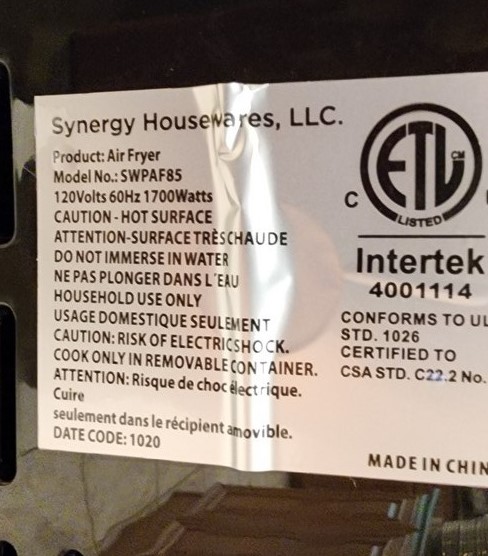 Synergy Housewares, LLC.
Product: Air Fryer
Model No.: SWPAF85
120Volts 60Hz 1700Watts
CAUTION - HOT SURFACE
ATTENTION-SURFACE TRÈSCHAUDE
DO NOT IMMERSE IN WATER
NE PAS PLONGER DANS L'EAU
HOUSEHOLD USE ONLY
USAGE DOMESTIQUE SEULEMENT
CAUTION: RISK OF ELECTRICSHOCK.
COOK ONLY IN REMOVABLE CONTAINER.
ATTENTION: Risque de choc électrique.
Cuire
seulement dans le récipient amovible.
DATE CODE: 1020
C
ETL
CM
LISTED
Intertek
4001114
CONFORMS TO UL
STD. 1026
CERTIFIED TO
CSA STD. C22.2 No.
MADE IN CHIN